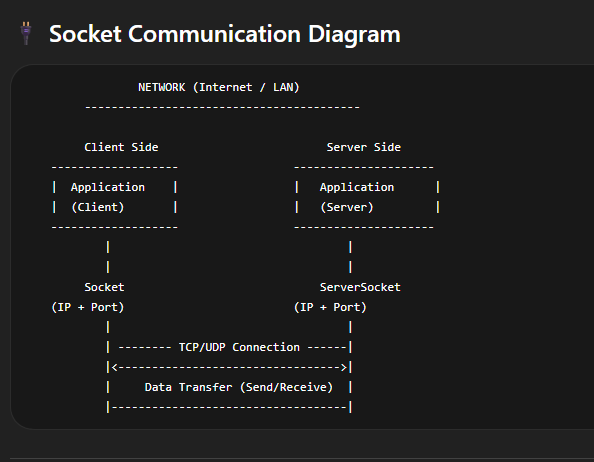 Socket Communication Diagram
NETWORK (Internet / LAN)
----------------------------------------
Client Side Server Side
------------------- ---------------------
| Application | | Application |
| (Client) | | (Server) |
------------------- ---------------------
| |
| |
Socket ServerSocket
(IP + Port) (IP + Port)
| |
| -------- TCP/UDP Connection ------|
|<--------------------------------->|
| Data Transfer (Send/Receive) |
|-----------------------------------|